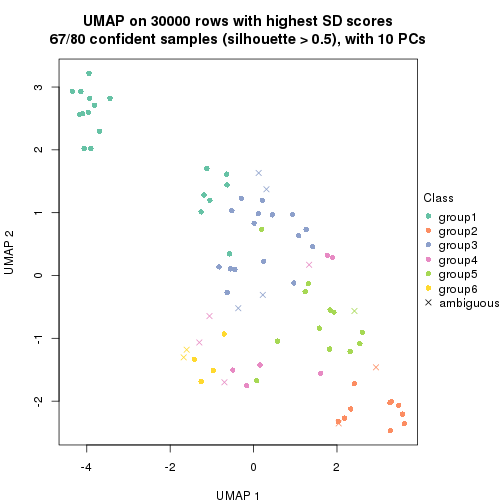 UMAP on 30000 rows with highest SD scores
67/80 confident samples (silhouette > 0.5), with 10 PCs
UMAP 2
3
2
1
0
-1
-2
-4
-2
0
2
UMAP 1
Class
group1
group2
group3
group4
group5
group6
ambiguous